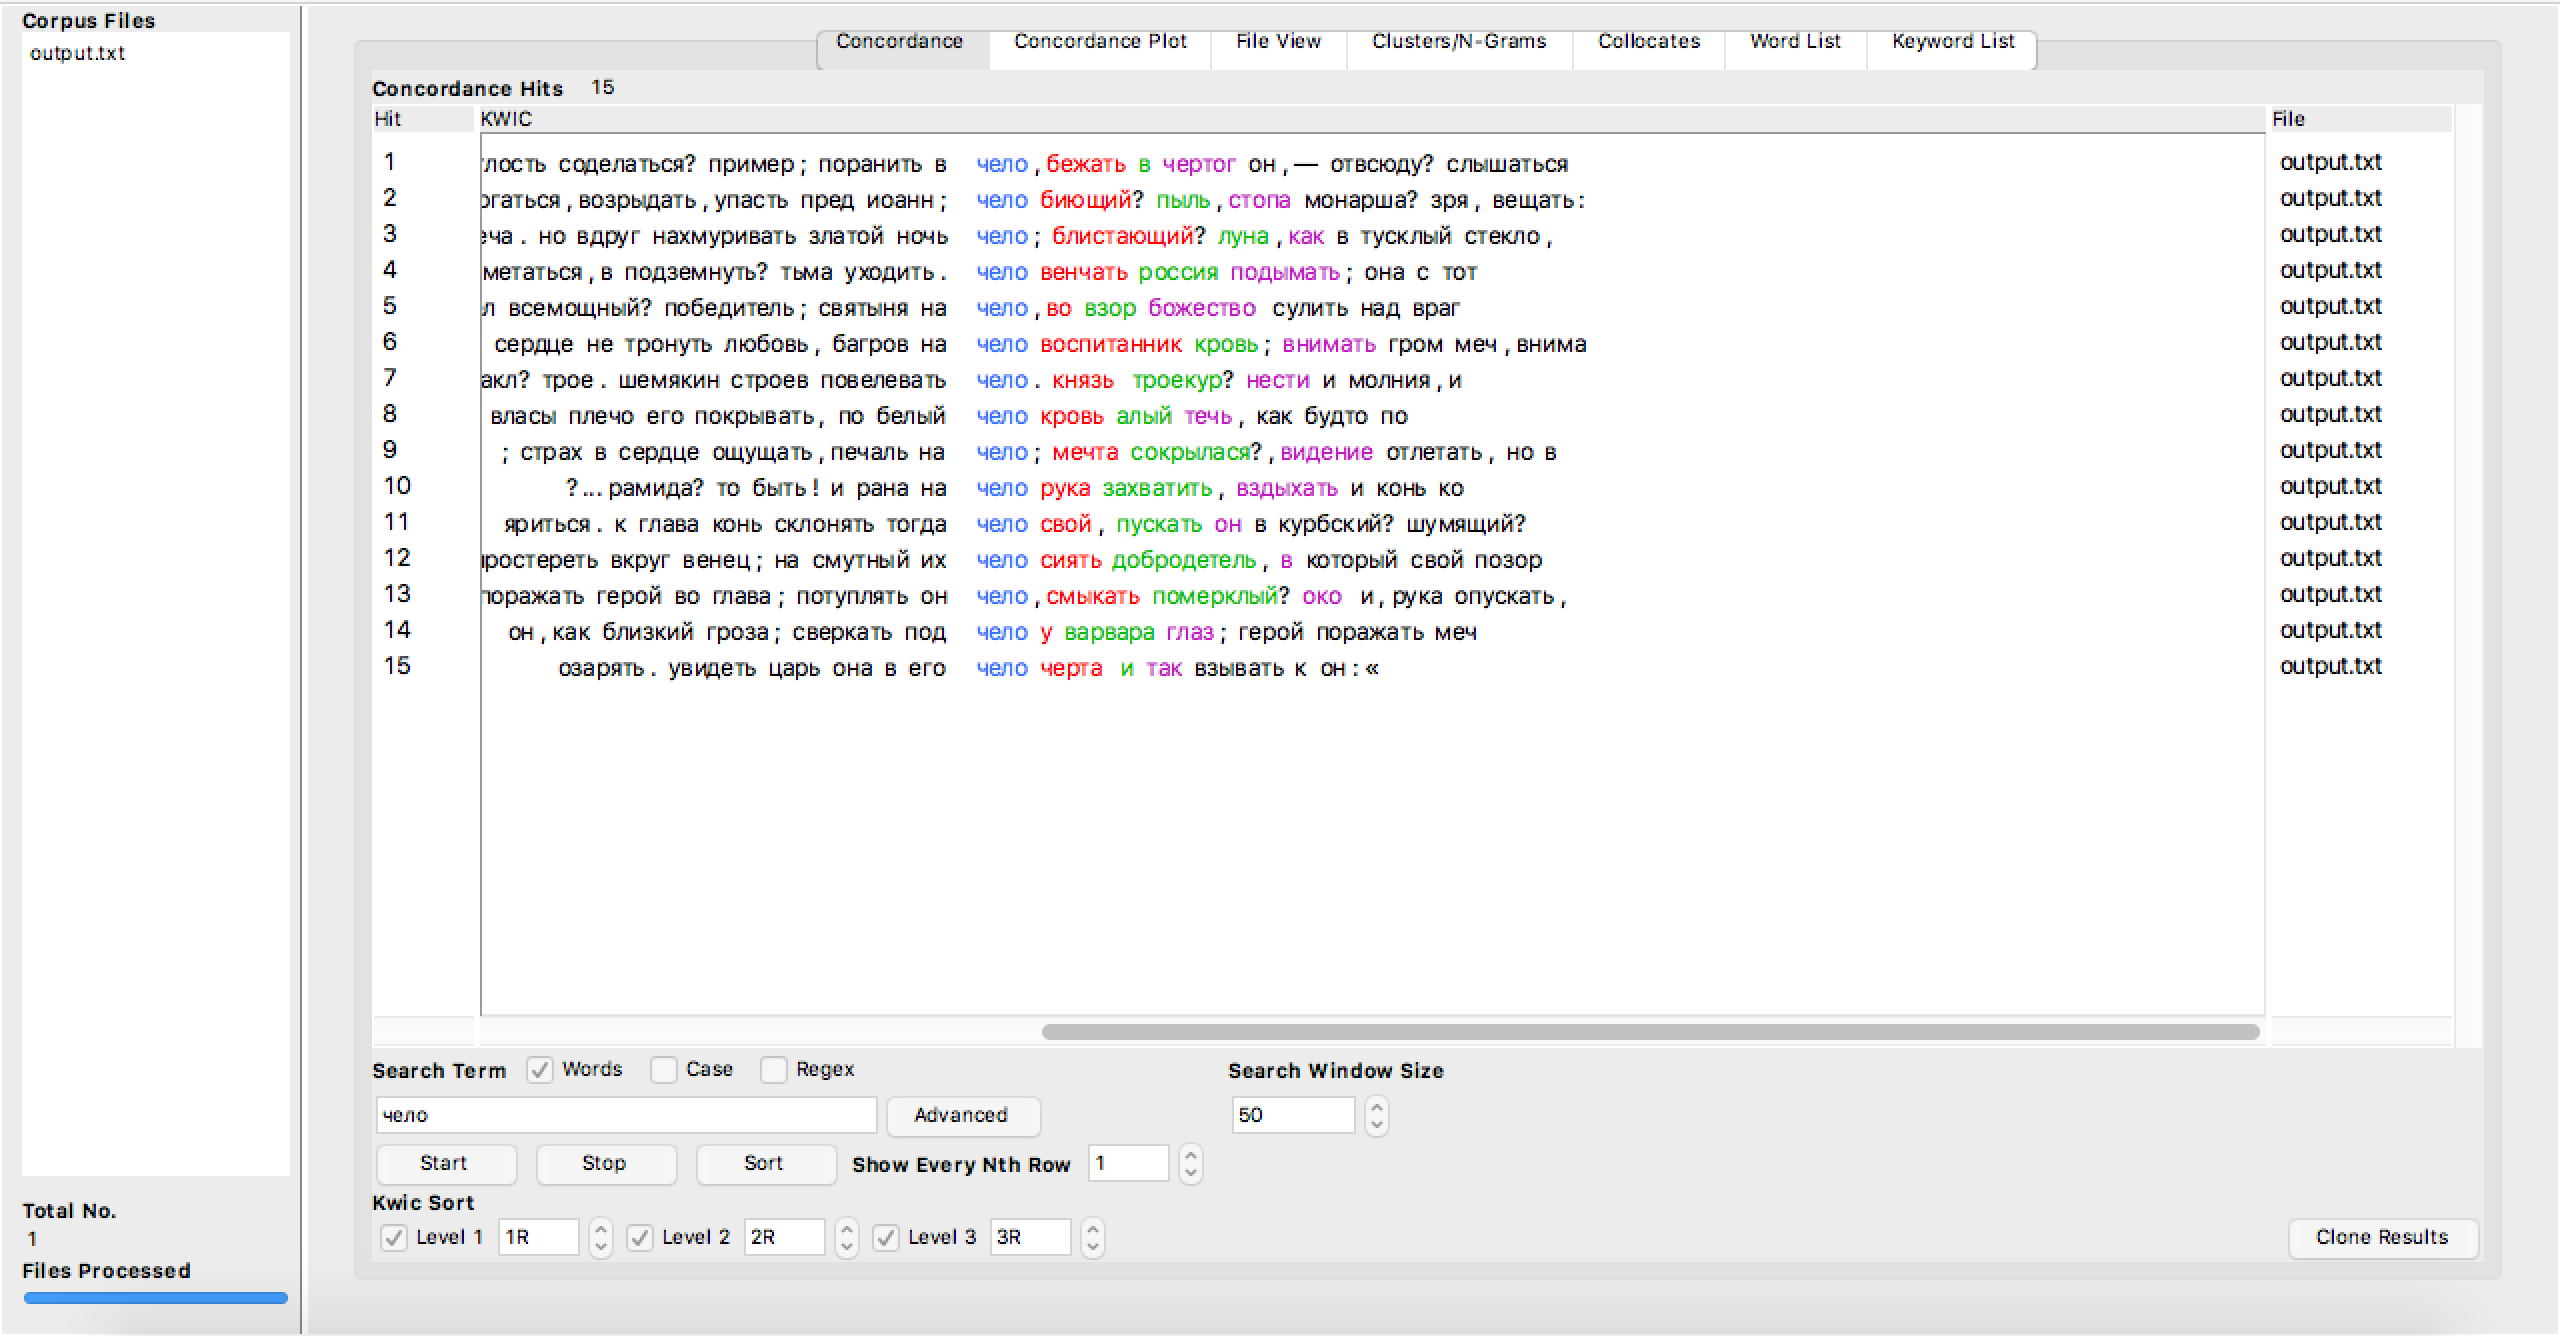 Corpus Files
output.txt
Concordance Concordance Plot File View Clusters/N-Grams Collocates Word List Keyword List
Concordance Hits 15
Hit KWIC File
1 глость соделаться? пример; поранить в чело, бежать в чертог он, — отвсюду? слышаться output.txt
2 ргаться, возрыдать, упасть пред иоанн; чело биющий? пыль, стопа монарша? зря, вещать: output.txt
3 еча. но вдруг нахмуривать златой ночь чело; блистающий? луна, как в тусклый стекло, output.txt
4 метаться, в подземнуть? тьма уходить. чело венчать россия подымать; она с тот output.txt
5 л всемощный? победитель; святыня на чело, во взор божество сулить над враг output.txt
6 сердце не тронуть любовь, багров на чело воспитанник кровь; внимать гром меч, внима output.txt
7 акл? трое. шемякин строев повелевать чело. князь троекур? нести и молния, и output.txt
8 власы плечо его покрывать, по белый чело кровь алый течь, как будто по output.txt
9 ; страх в сердце ощущать, печаль на чело; мечта сокрылася?, видение отлетать, но в output.txt
10 ?... рамида? то быть! и рана на чело рука захватить, вздыхать и конь ко output.txt
11 яриться. к глава конь склонять тогда чело свой, пускать он в курбский? шумящий? output.txt
12 простереть вкруг венец; на смутный их чело сиять добродетель, в который свой позор output.txt
13 поражать герой во глава; потуплять он чело, смыкать померклый? око и, рука опускать, output.txt
14 он, как близкий гроза; сверкать под чело у варвара глаз; герой поражать меч output.txt
15 озарять. увидеть царь она в его чело черта и так взывать к он: « output.txt
Search Term Words Case Regex Search Window Size
чело Advanced 50
Start Stop Sort Show Every Nth Row 1
Kwic Sort
Level 1 1R Level 2 2R Level 3 3R Clone Results
Total No.
1
Files Processed